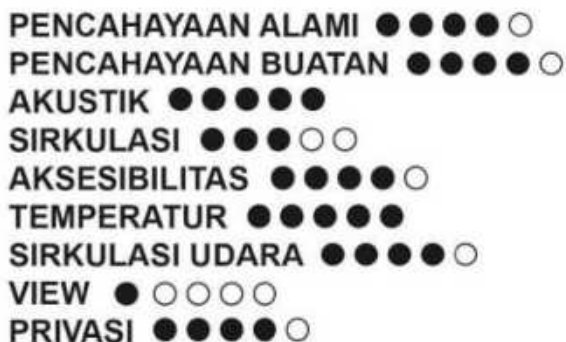 PENCAHAYAAN ALAMI ●●●●○
PENCAHAYAAN BUATAN ●●●●○
AKUSTIK ●●●●●
SIRKULASI ●●●○○
AKSESIBILITAS ●●●●○
TEMPERATUR ●●●●●
SIRKULASI UDARA ●●●●○
VIEW ●○○○○
PRIVASI ●●●●○